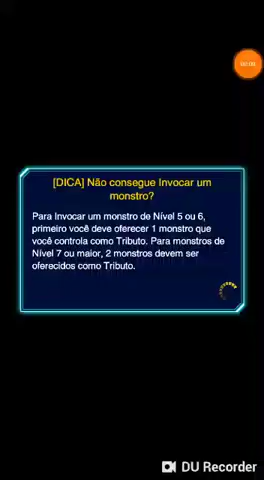 00:00
[DICA] Não consegue Invocar um
monstro?
Para Invocar um monstro de Nível 5 ou 6,
primeiro você deve oferecer 1 monstro que
você controla como Tributo. Para monstros de
Nível 7 ou maior, 2 monstros devem ser
oferecidos como Tributo.
DU Recorder